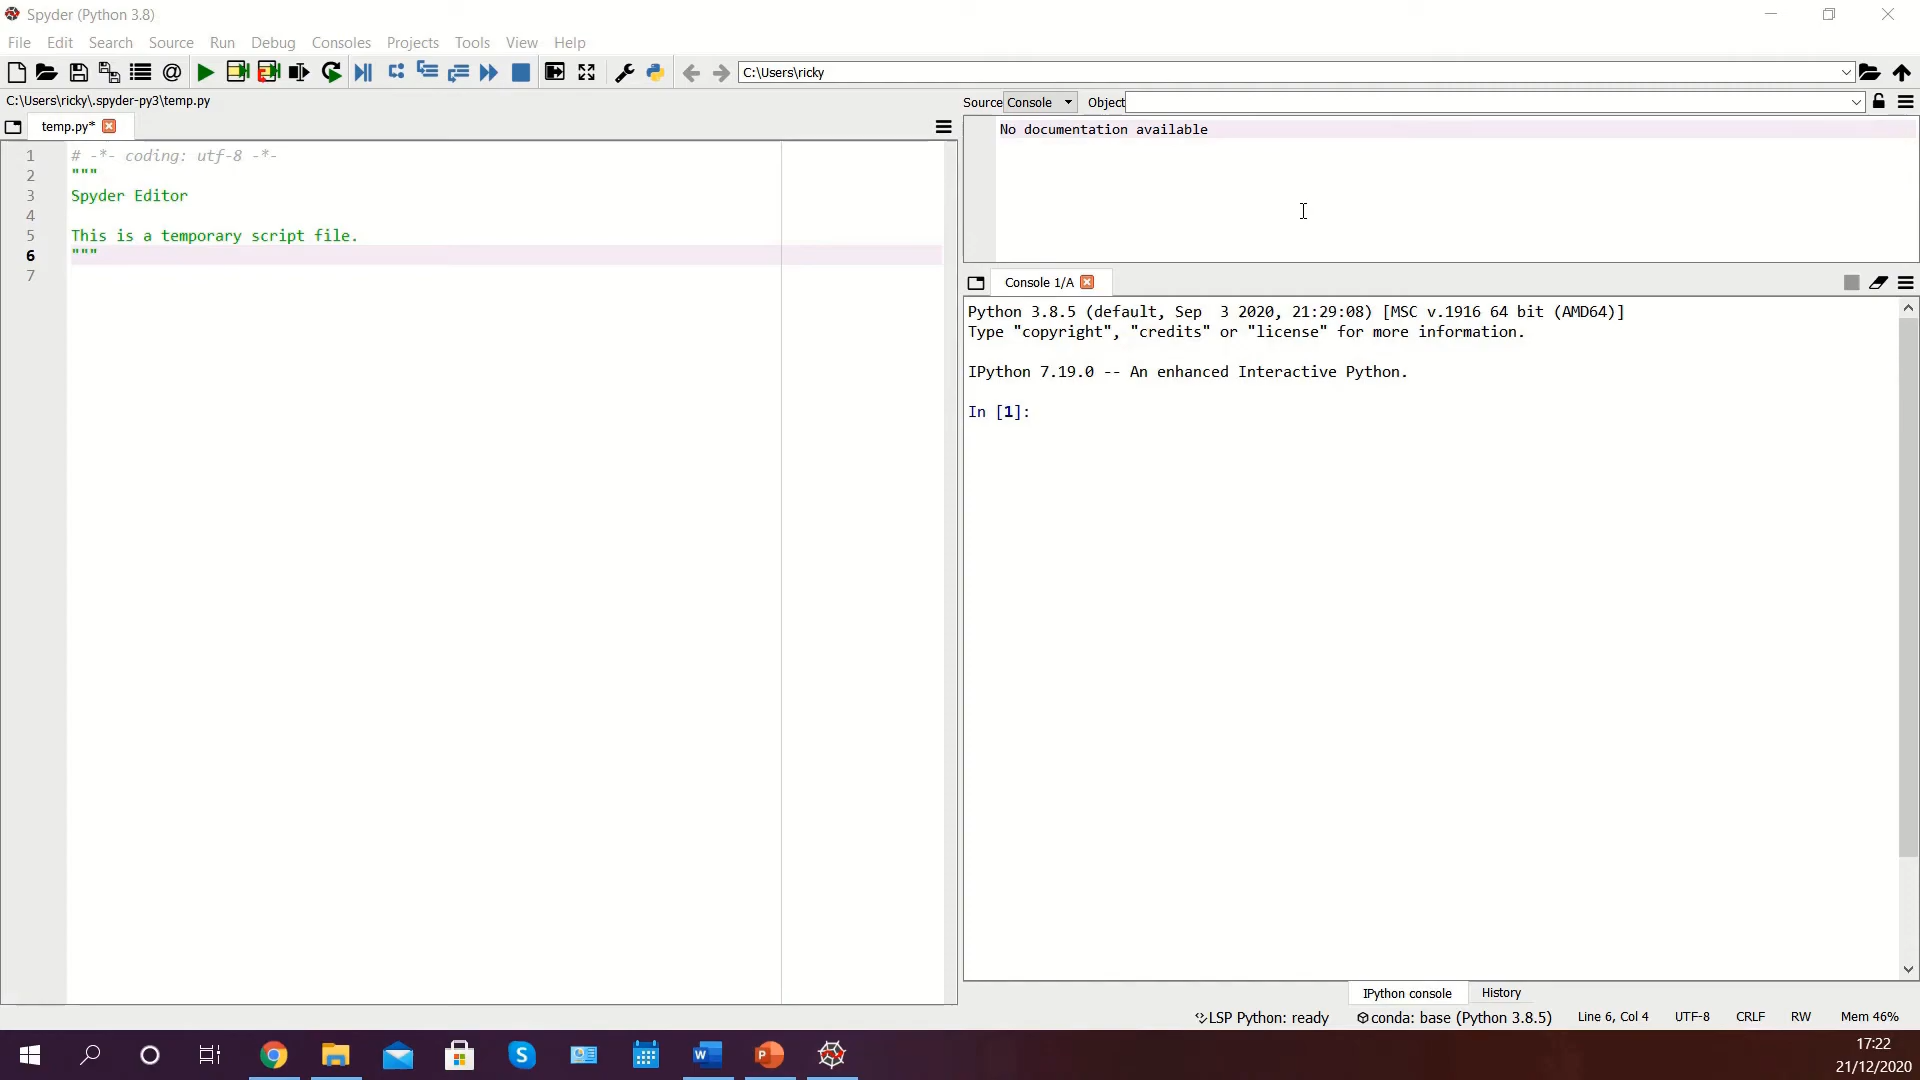 Spyder (Python 3.8)
File Edit Search Source Run Debug Consoles Projects Tools View Help
C:\Users\ricky
C:\Users\ricky\.spyder-py3\temp.py
temp.py*
1 # -*- coding: utf-8 -*-
2 """
3 Spyder Editor
4
5 This is a temporary script file.
6 """
7
Source Console Object
No documentation available
Console 1/A
Python 3.8.5 (default, Sep  3 2020, 21:29:08) [MSC v.1916 64 bit (AMD64)]
Type "copyright", "credits" or "license" for more information.
IPython 7.19.0 -- An enhanced Interactive Python.
In [1]:
IPython console History
LSP Python: ready conda: base (Python 3.8.5) Line 6, Col 4 UTF-8 CRLF RW Mem 46%
17:22
21/12/2020